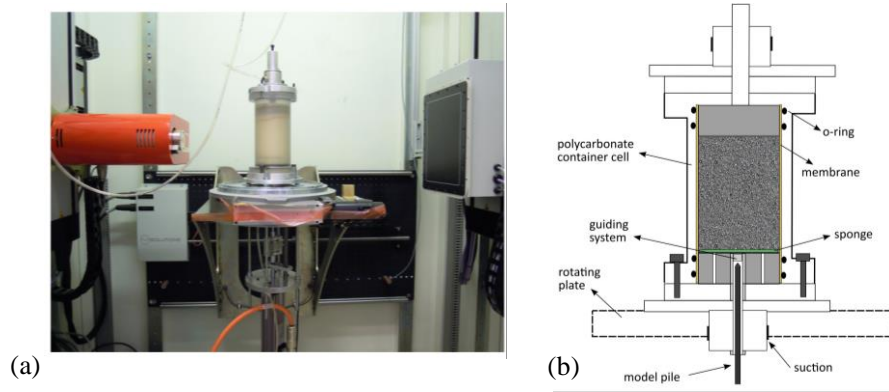 o-ring
polycarbonate
container cell
membrane
guiding
system
sponge
rotating
plate
suction
model pile
(a)
(b)